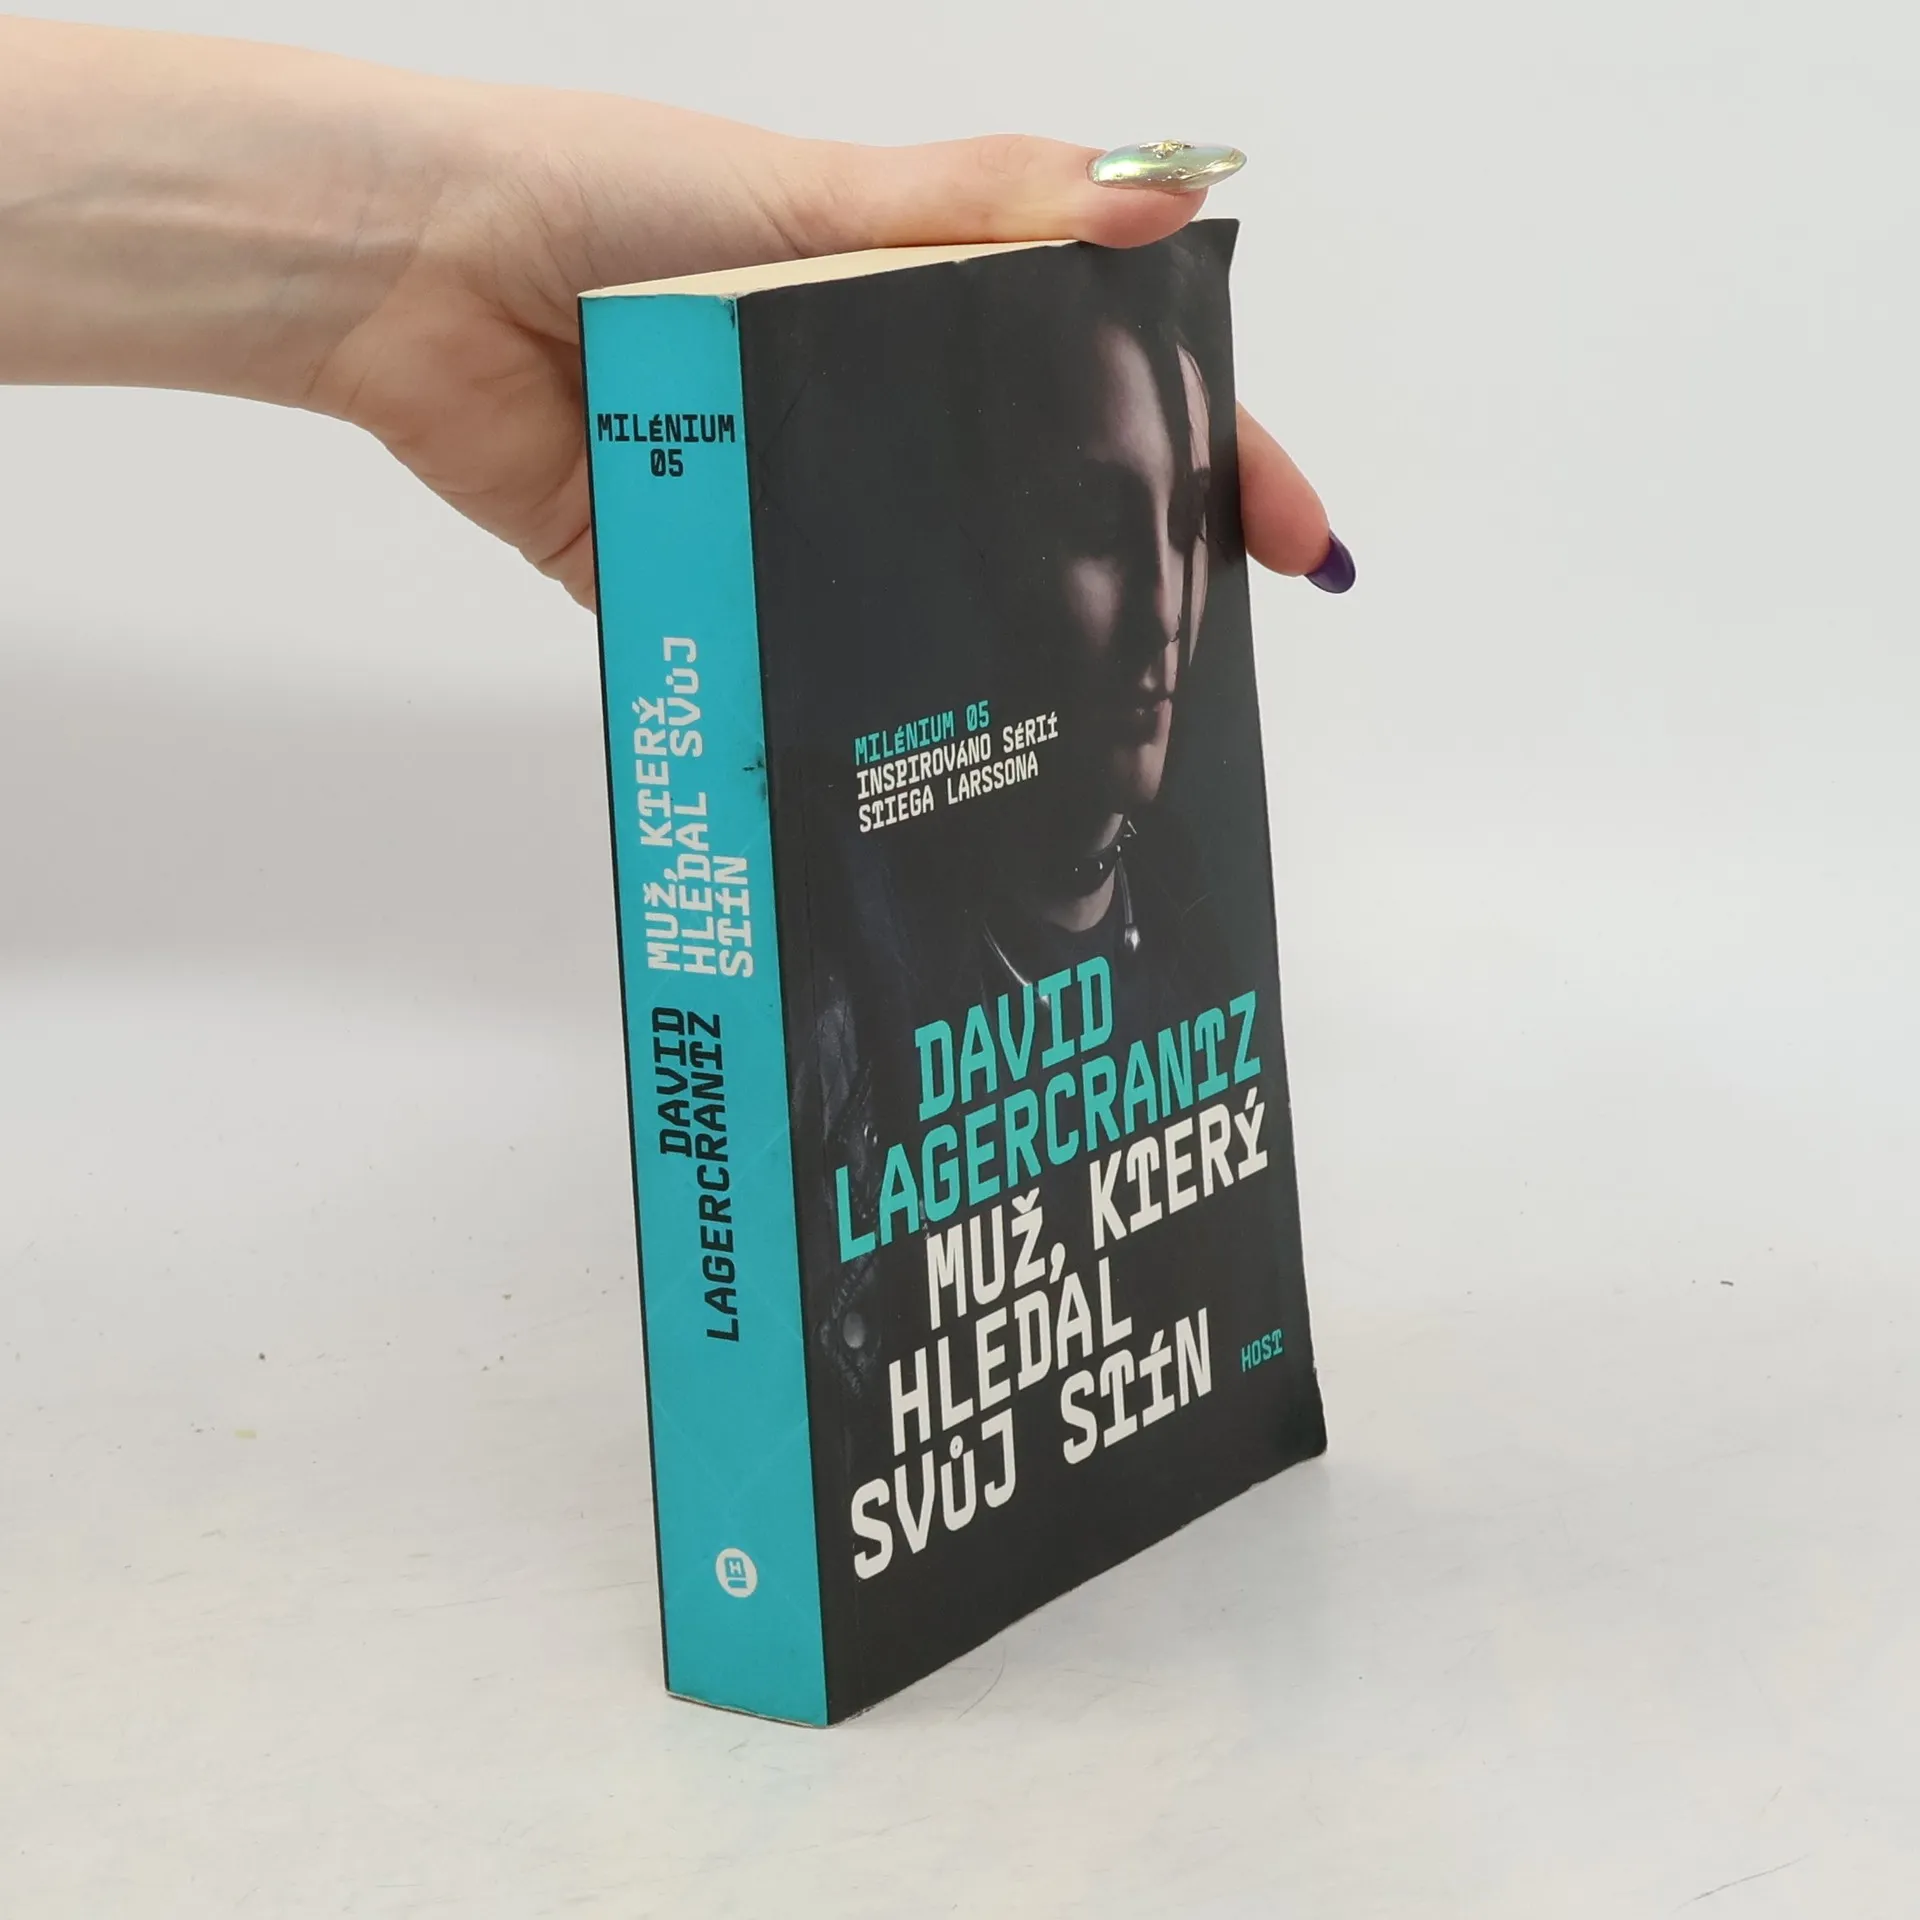 MILÉNIUM
05
MUŽ, KTERÝ
HLEDAL SVŮJ
STÍN
DAVID
LAGERCRANTZ
MILÉNIUM 05
INSPIROVÁNO SÉRIÍ
STIEGA LARSSONA
DAVID
LAGERCRANTZ
MUŽ, KTERÝ
HLEDAL
SVŮJ STÍN
HOST